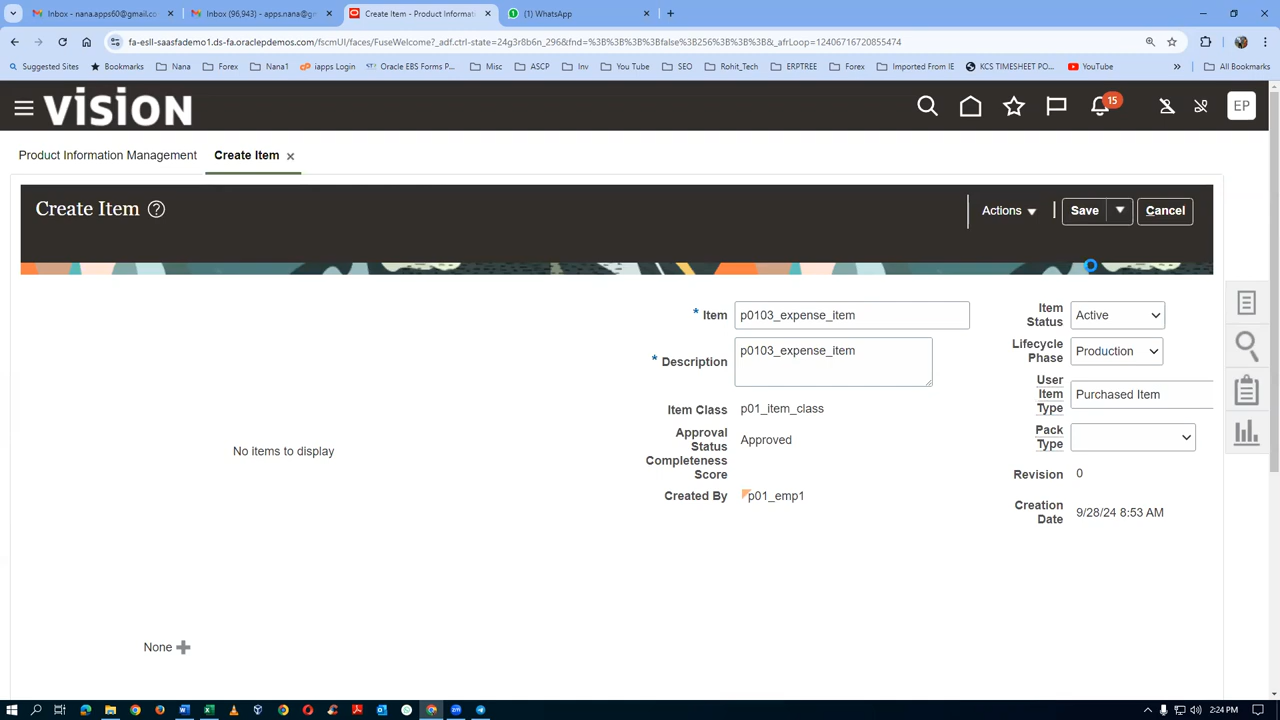 Inbox - nana.apps60@gmail.co
Inbox (96,943) - apps.nana@gm
Create Item - Product Informati
(1) WhatsApp
fa-esll-saasfademo1.ds-fa.oraclepdemos.com/fscmUI/faces/FuseWelcome?_adf.ctrl-state=24g3r8b6n_296&fnd=%3B%3B%3B%3Bfalse%3B256%3B%3B%3B&_afrLoop=12406716720855474
Suggested Sites
Bookmarks
Nana
Forex
Nana1
iapps Login
Oracle EBS Forms P...
Misc
ASCP
Inv
You Tube
SEO
Rohit_Tech
ERPTREE
Forex
Imported From IE
KCS TIMESHEET PO...
YouTube
All Bookmarks
vision
15
EP
Product Information Management
Create Item
Create Item
Actions
Save
Cancel
* Item p0103_expense_item
* Description p0103_expense_item
Item Class p01_item_class
Approval
Status Approved
Completeness
Score
Created By p01_emp1
Item
Status Active
Lifecycle
Phase Production
User
Item
Type Purchased Item
Pack
Type
Revision 0
Creation
Date 9/28/24 8:53 AM
No items to display
None
2:24 PM